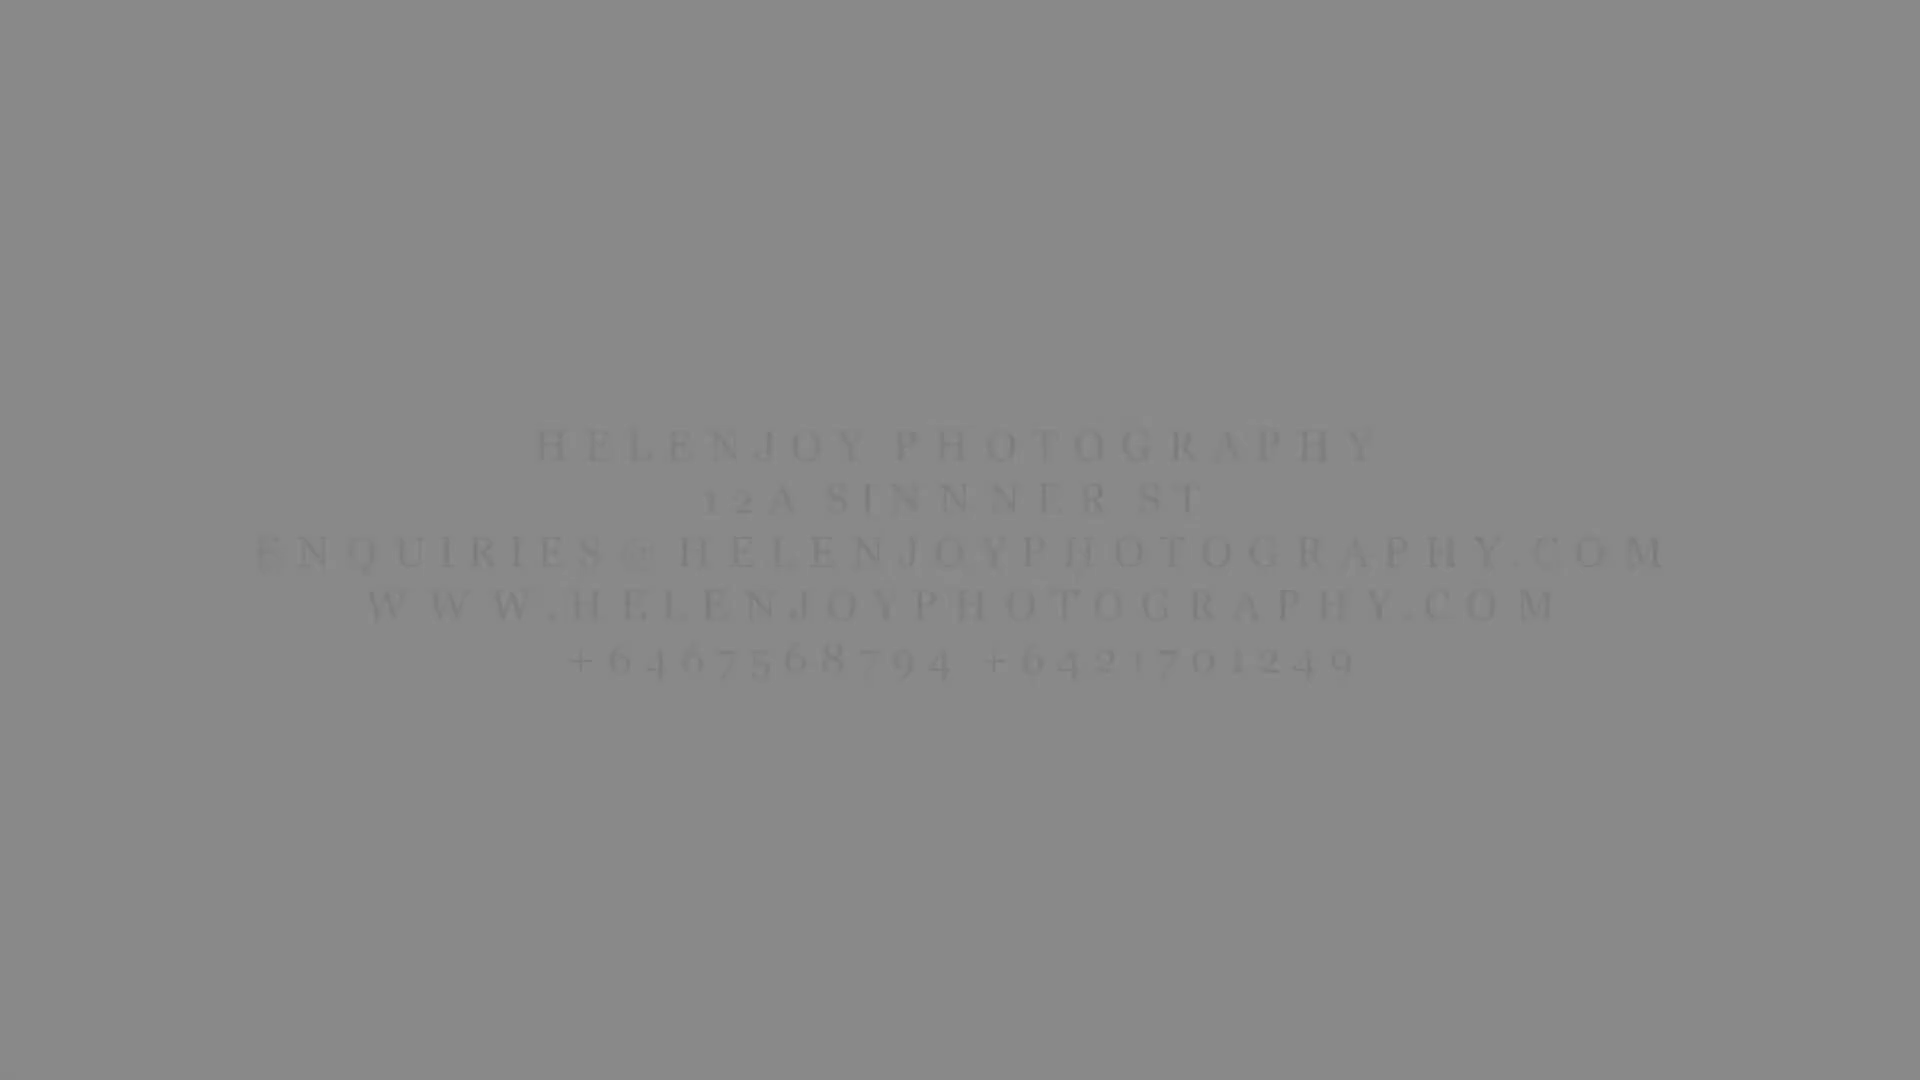 HELENJOY PHOTOGRAPHY
12A SINNNER ST
ENQUIRIES@HELENJOYPHOTOGRAPHY.COM
WWW.HELENJOYPHOTOGRAPHY.COM
+6467568794 +6421701249